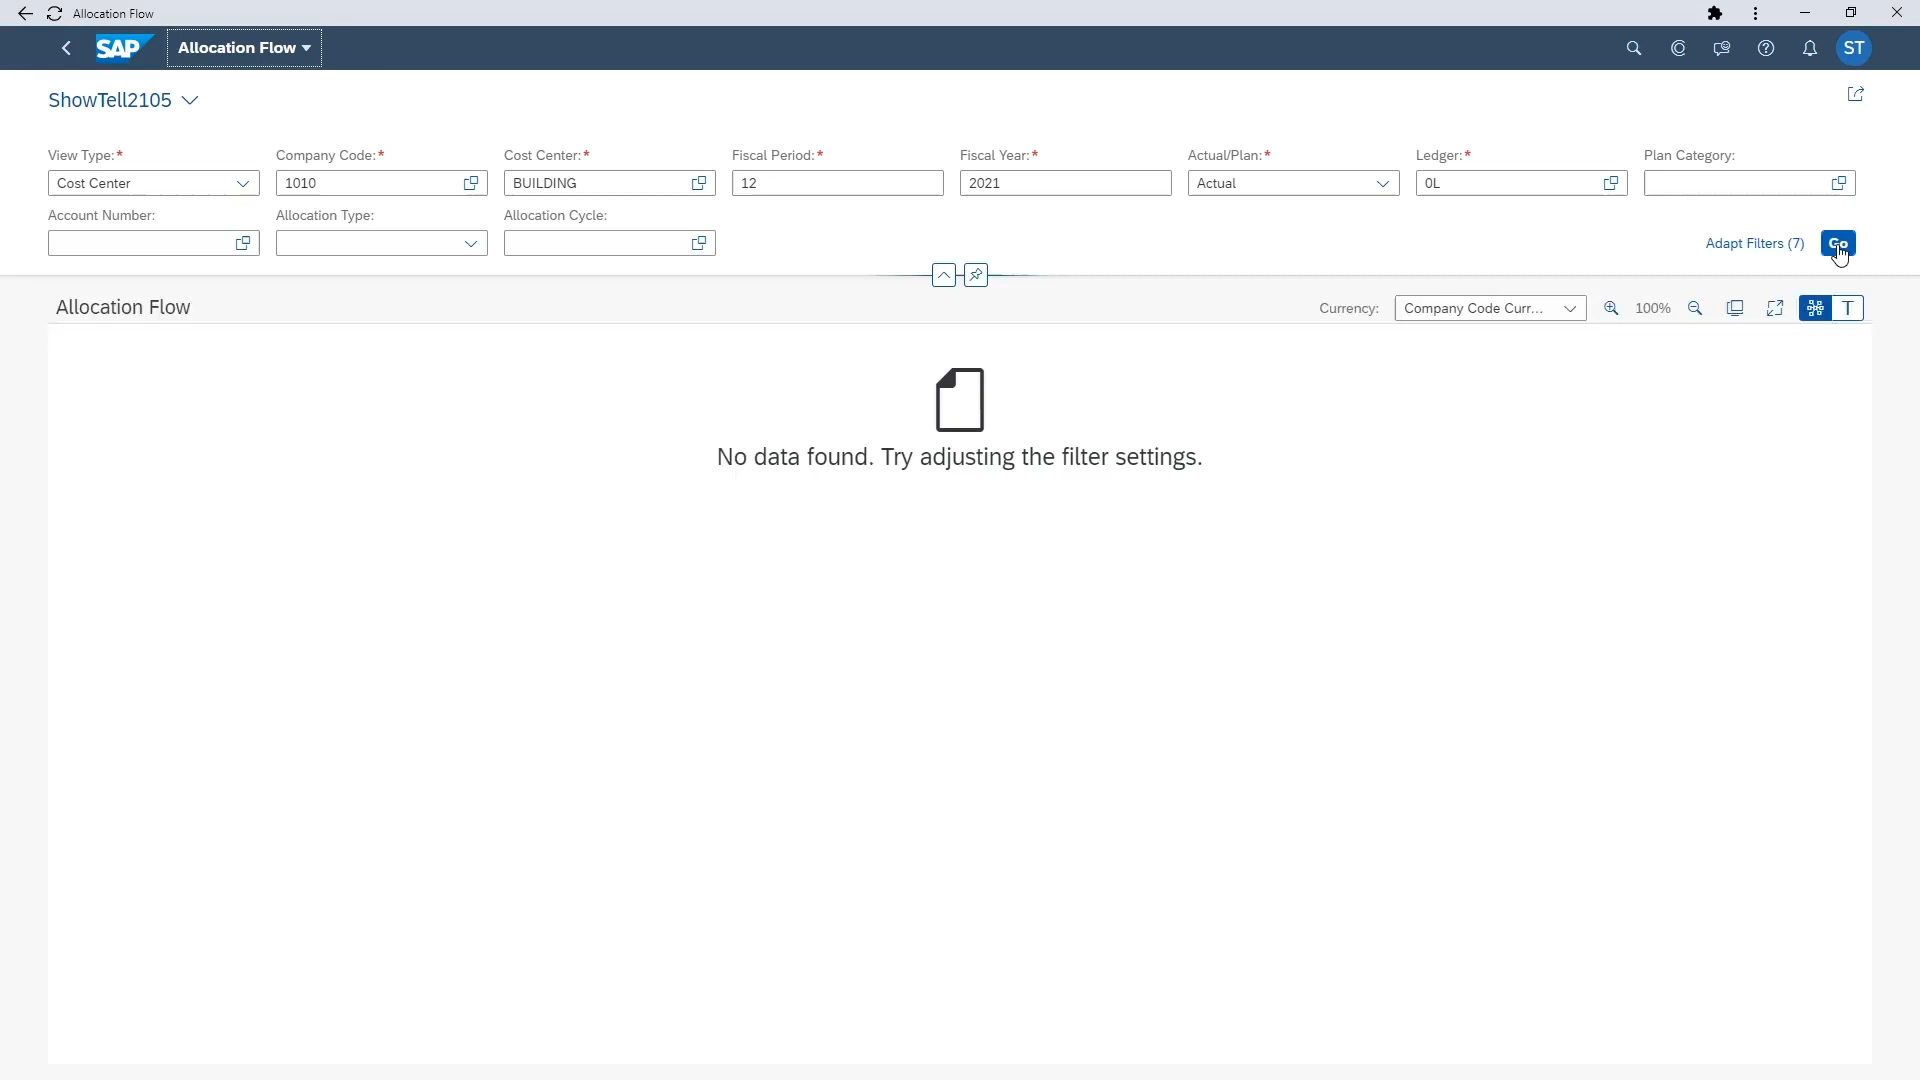 Allocation Flow
SAP Allocation Flow ST
ShowTell2105
View Type:* Company Code:* Cost Center:* Fiscal Period:* Fiscal Year:* Actual/Plan:* Ledger:* Plan Category:
Cost Center 1010 BUILDING 12 2021 Actual 0L
Account Number: Allocation Type: Allocation Cycle:
Adapt Filters (7) Go
Allocation Flow Currency: Company Code Curr... 100% T
No data found. Try adjusting the filter settings.